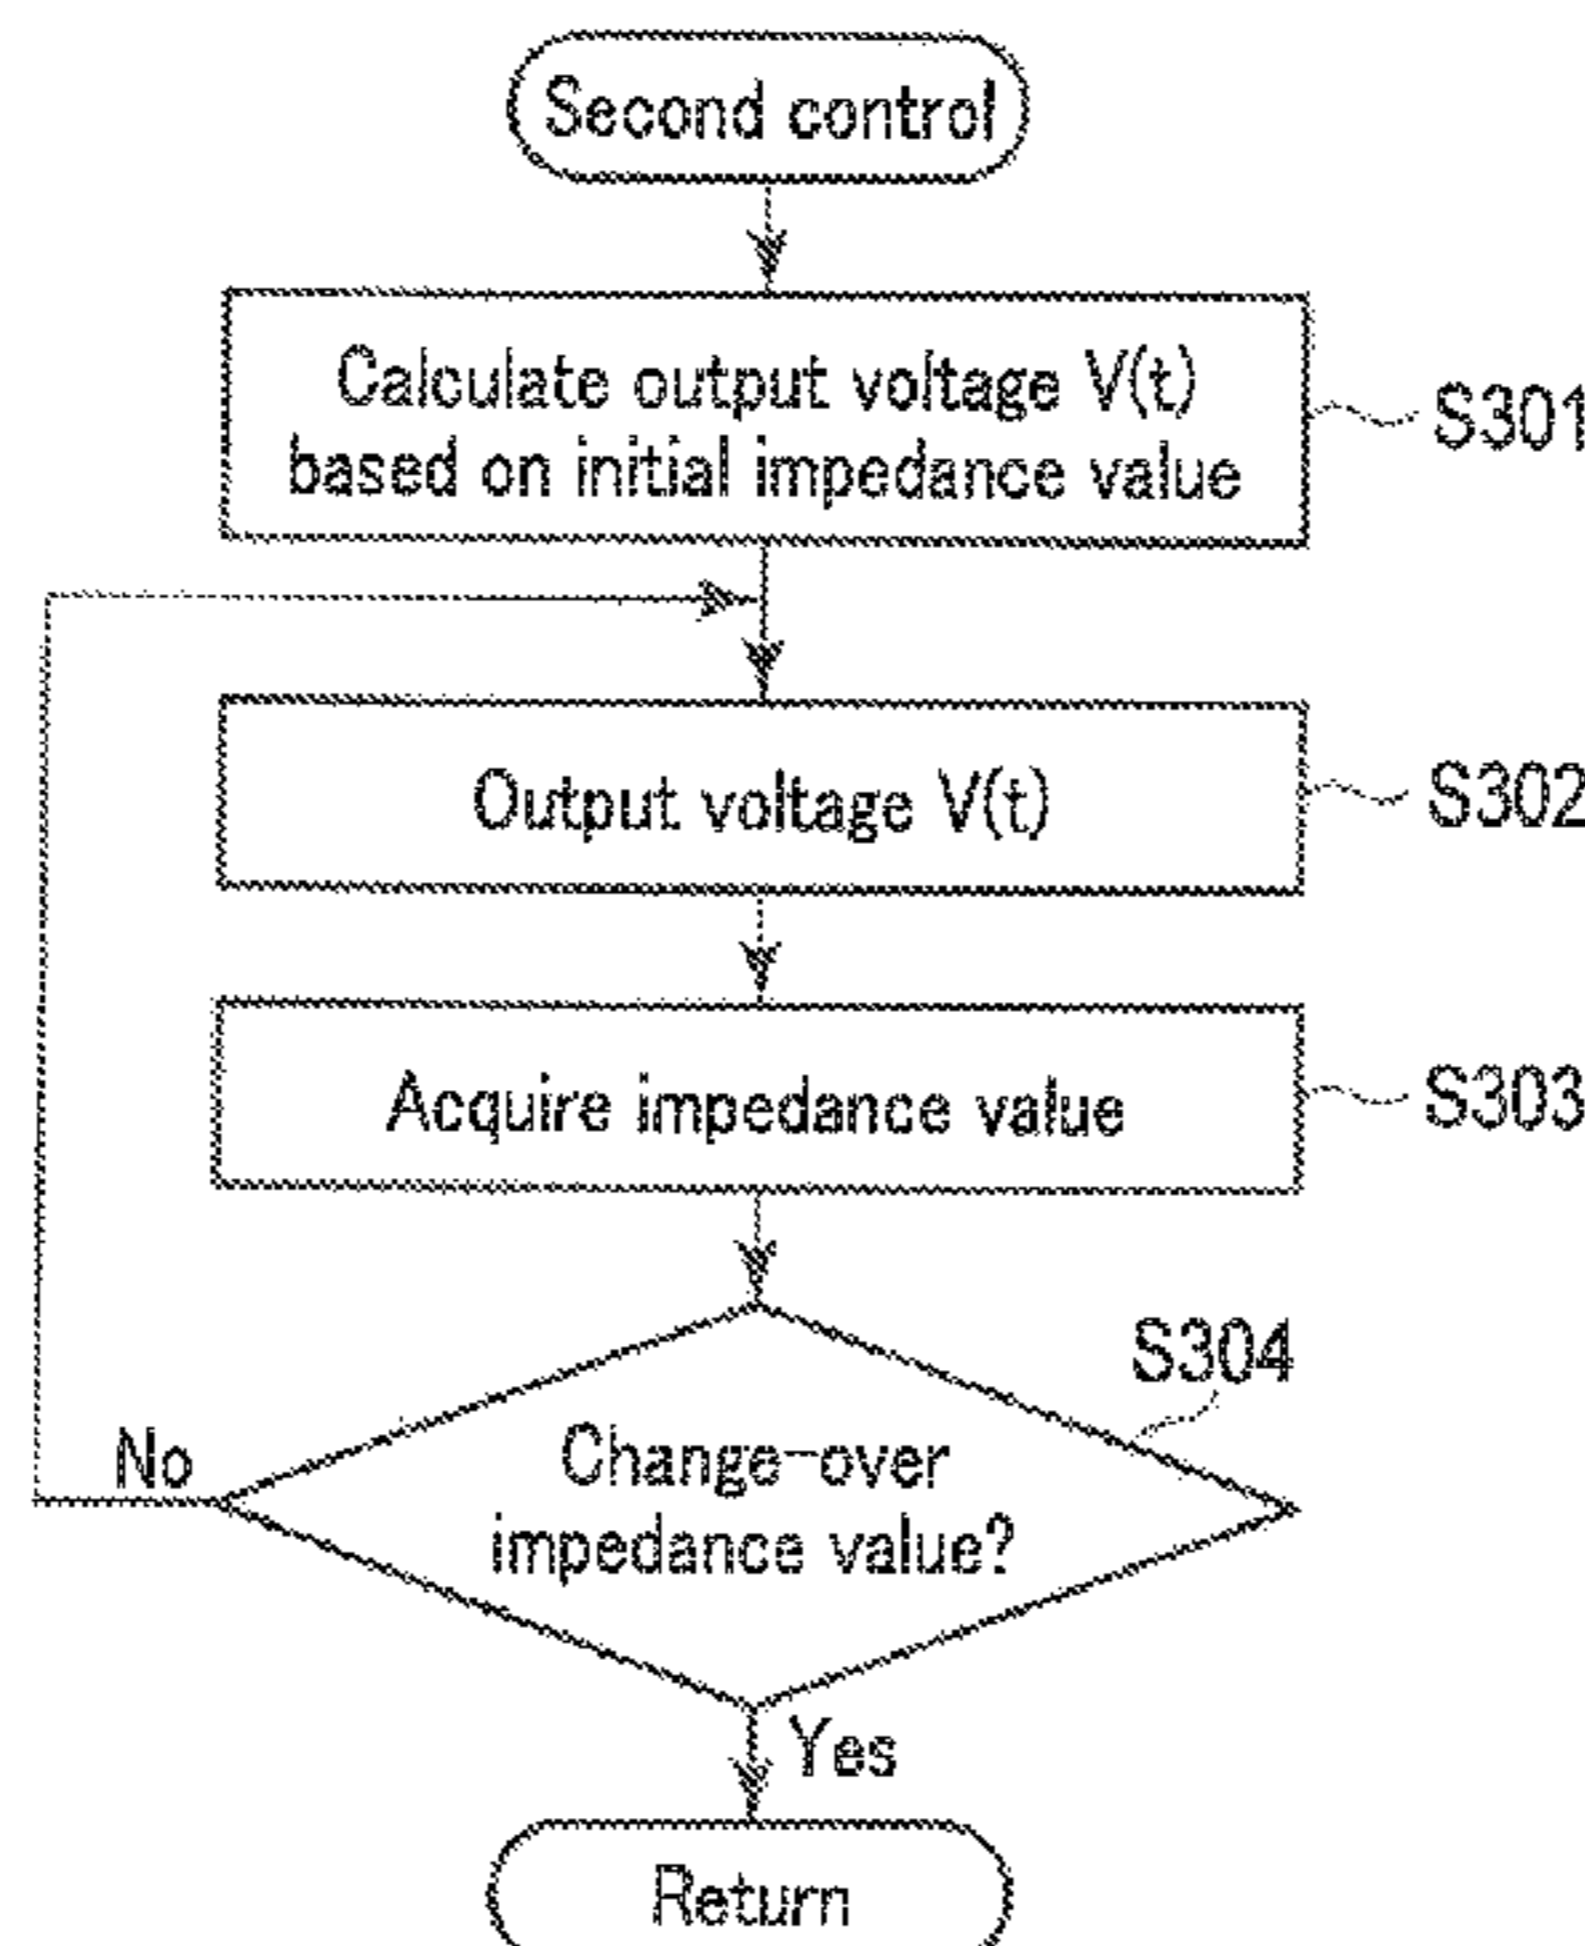 Second control
Calculate output voltage V(t)
based on initial impedance value
S301
Output voltage V(t)
S302
Acquire impedance value
S303
S304
Change-over
impedance value?
No
Yes
Return